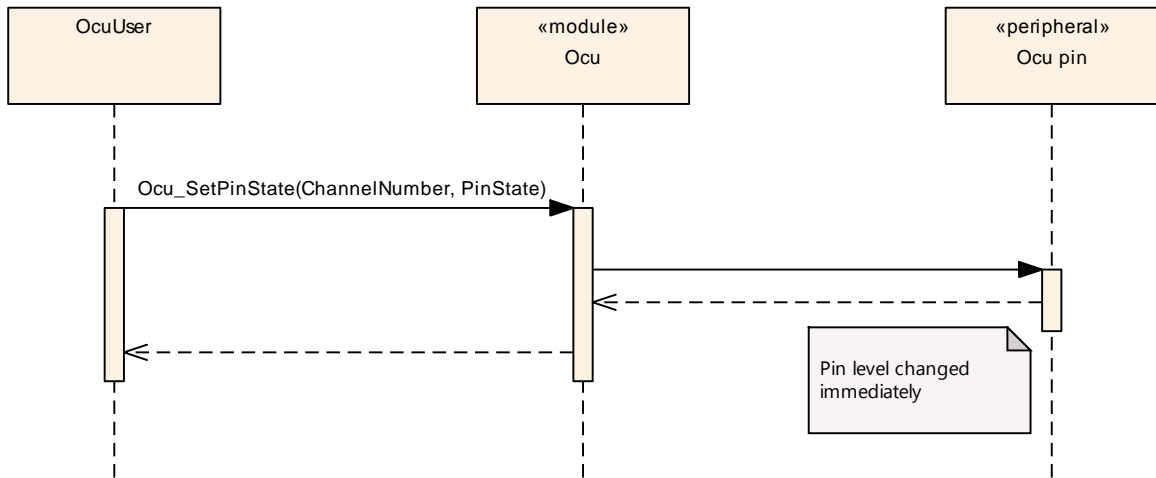 OcuUser
«module»
Ocu
«peripheral»
Ocu pin
Ocu_SetPinState(ChannelNumber, PinState)
Pin level changed
immediately